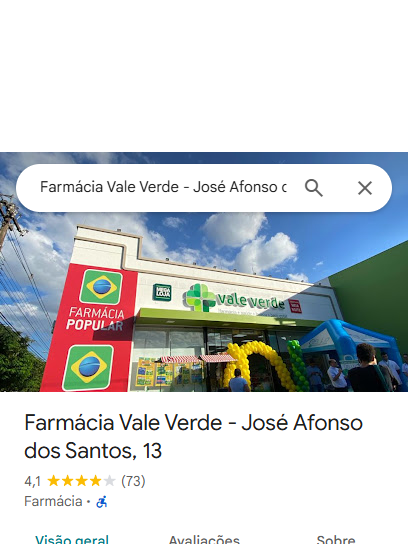 Farmácia Vale Verde - José Afonso d
FARMÁCIA
POPULAR
vale verde
Farmácia Vale Verde - José Afonso
dos Santos, 13
4,1 (73)
Farmácia •
Visão geral Avaliações Sobre